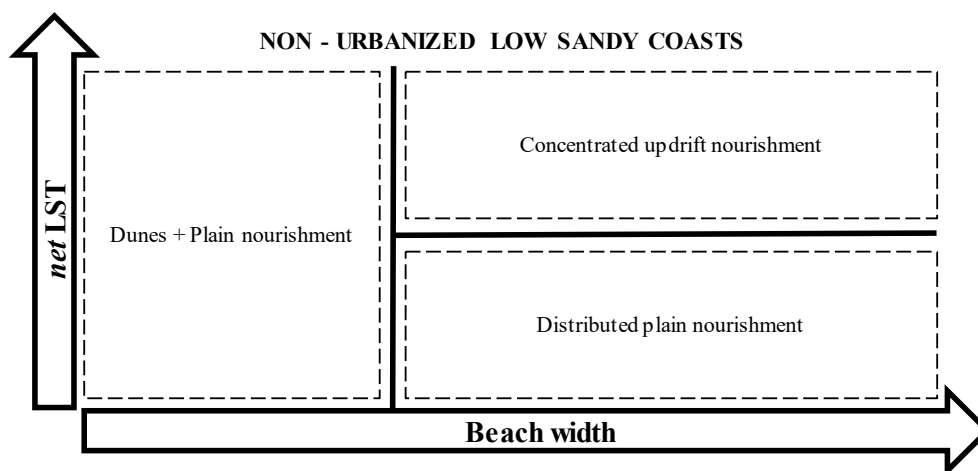 NON - URBANIZED LOW SANDY COASTS
Concentrated updrift nourishment
net LST
Dunes + Plain nourishment
Distributed plain nourishment
Beach width